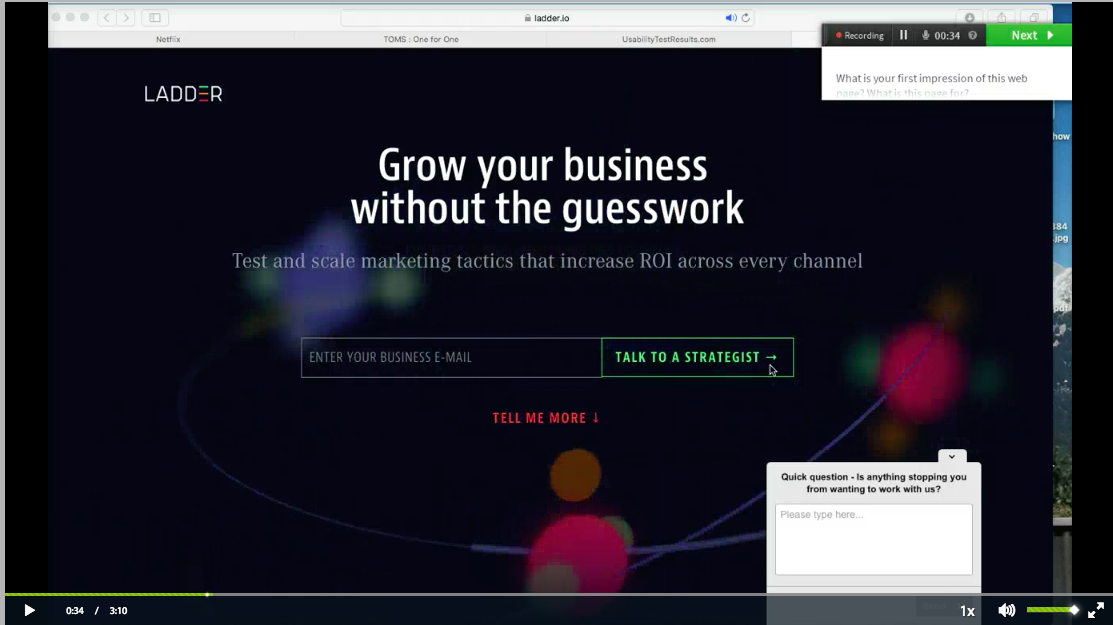 ladder.io
Netflix
TOMS : One for One
UsabilityTestResults.com
Recording
00:34
Next
What is your first impression of this web
page? What is this page for?
LADDER
how
Grow your business
without the guesswork
384
.jpg
Test and scale marketing tactics that increase ROI across every channel
ENTER YOUR BUSINESS E-MAIL
TALK TO A STRATEGIST →
TELL ME MORE ↓
Quick question - Is anything stopping you
from wanting to work with us?
Please type here...
0:34 / 3:10
1x